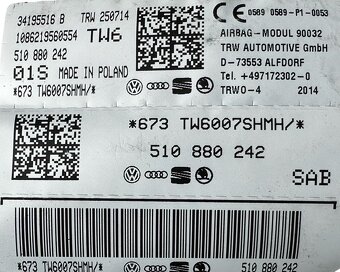 34195516 B TRW 250714
1086219560554 TW6
510 880 242
01S MADE IN POLAND
*673 TW6007SHMH/*
CE 0589 0589-P1-0053
AIRBAG-MODUL 90032
TRW AUTOMOTIVE GmbH
D-73553 ALFDORF
Tel. +497172302-0
TRWO-4 2014
*673 TW6007SHMH/*
510 880 242
SAB
*673 TW6007SHMH/*
510 880 242